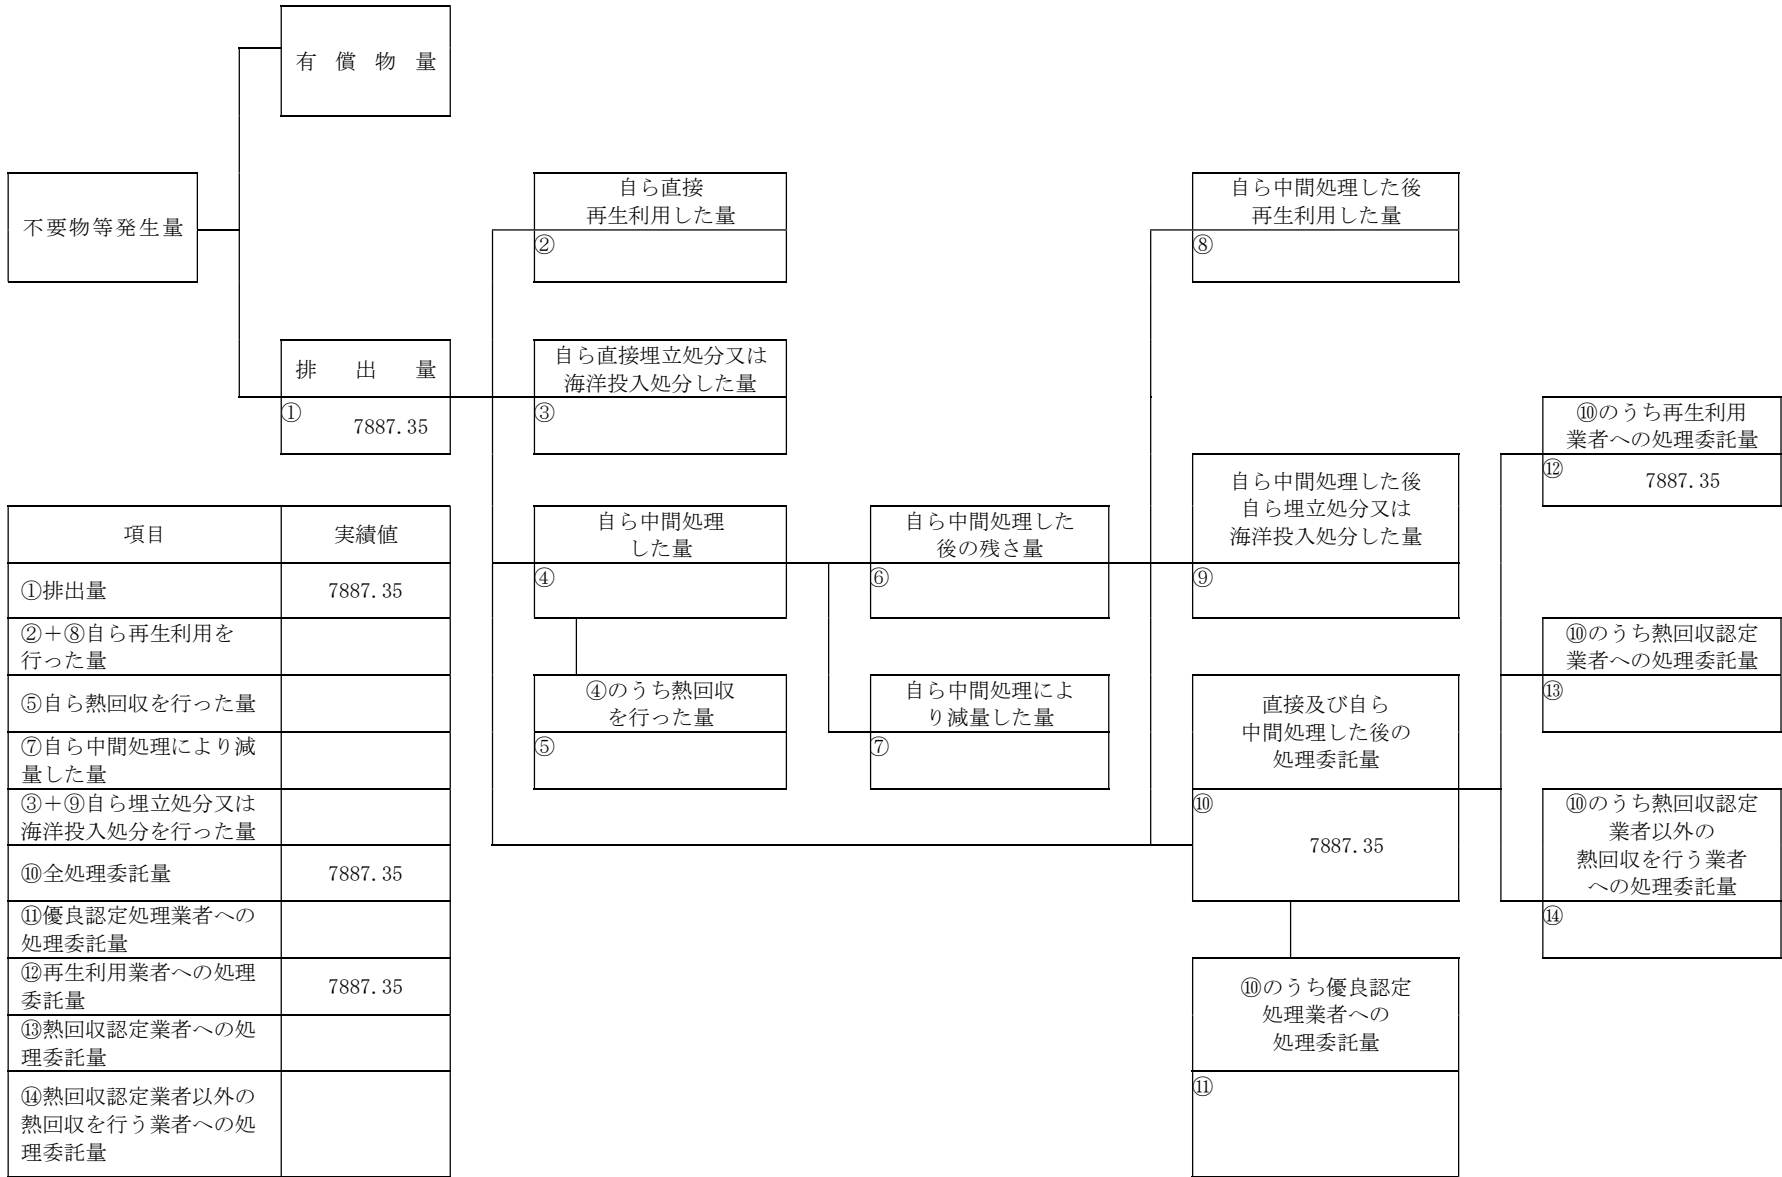 有償物量
不要物等発生量
排出量
①
7887.35
自ら直接
再生利用した量
②
自ら直接埋立処分又は
海洋投入処分した量
③
自ら中間処理
した量
④
④のうち熱回収
を行った量
⑤
自ら中間処理した
後の残さ量
⑥
自ら中間処理によ
り減量した量
⑦
自ら中間処理した後
再生利用した量
⑧
自ら中間処理した後
自ら埋立処分又は
海洋投入処分した量
⑨
直接及び自ら
中間処理した後の
処理委託量
⑩
7887.35
⑩のうち優良認定
処理業者への
処理委託量
⑪
⑩のうち再生利用
業者への処理委託量
⑫
7887.35
⑩のうち熱回収認定
業者への処理委託量
⑬
⑩のうち熱回収認定
業者以外の
熱回収を行う業者
への処理委託量
⑭
項目 実績値
①排出量 7887.35
②＋⑧自ら再生利用を
行った量
⑤自ら熱回収を行った量
⑦自ら中間処理により減
量した量
③＋⑨自ら埋立処分又は
海洋投入処分を行った量
⑩全処理委託量 7887.35
⑪優良認定処理業者への
処理委託量
⑫再生利用業者への処理
委託量 7887.35
⑬熱回収認定業者への処
理委託量
⑭熱回収認定業者以外の
熱回収を行う業者への処
理委託量